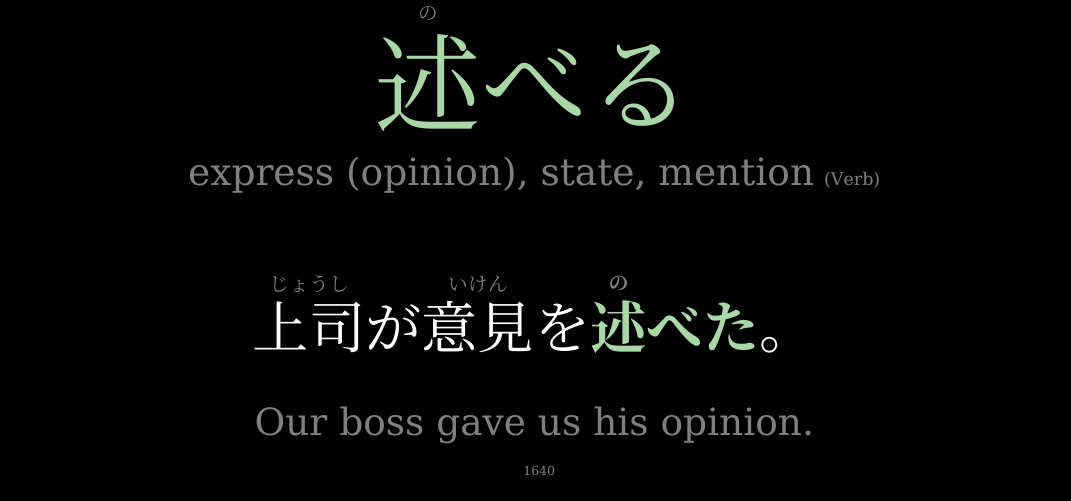 の
述べる
express (opinion), state, mention (Verb)
じょうし いけん の
上司が意見を述べた。
Our boss gave us his opinion.
1640